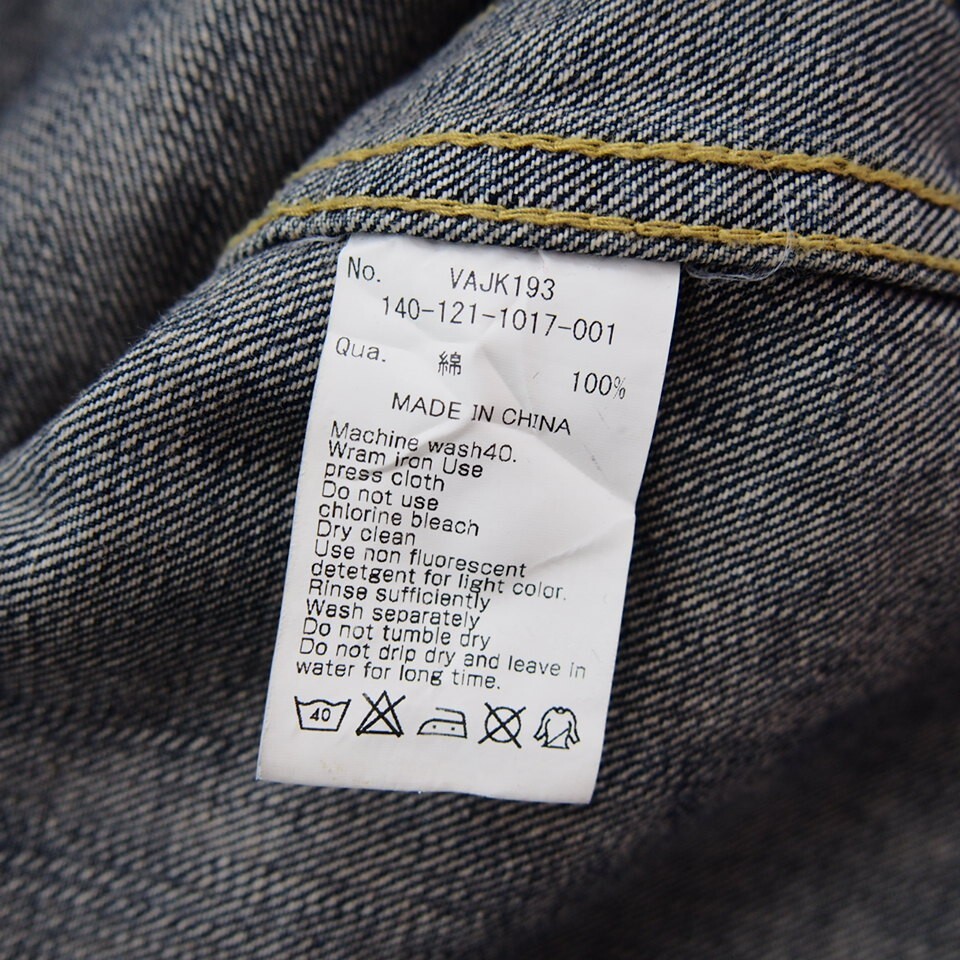 No. VAJK193
140-121-1017-001
Qua. 綿 100%
MADE IN CHINA
Machine wash40.
Wram iron Use
press cloth
Do not use
chlorine bleach
Dry clean
Use non fluorescent
detetgent for light color.
Rinse sufficiently
Wash separately
Do not tumble dry
Do not drip dry and leave in
water for long time.
40